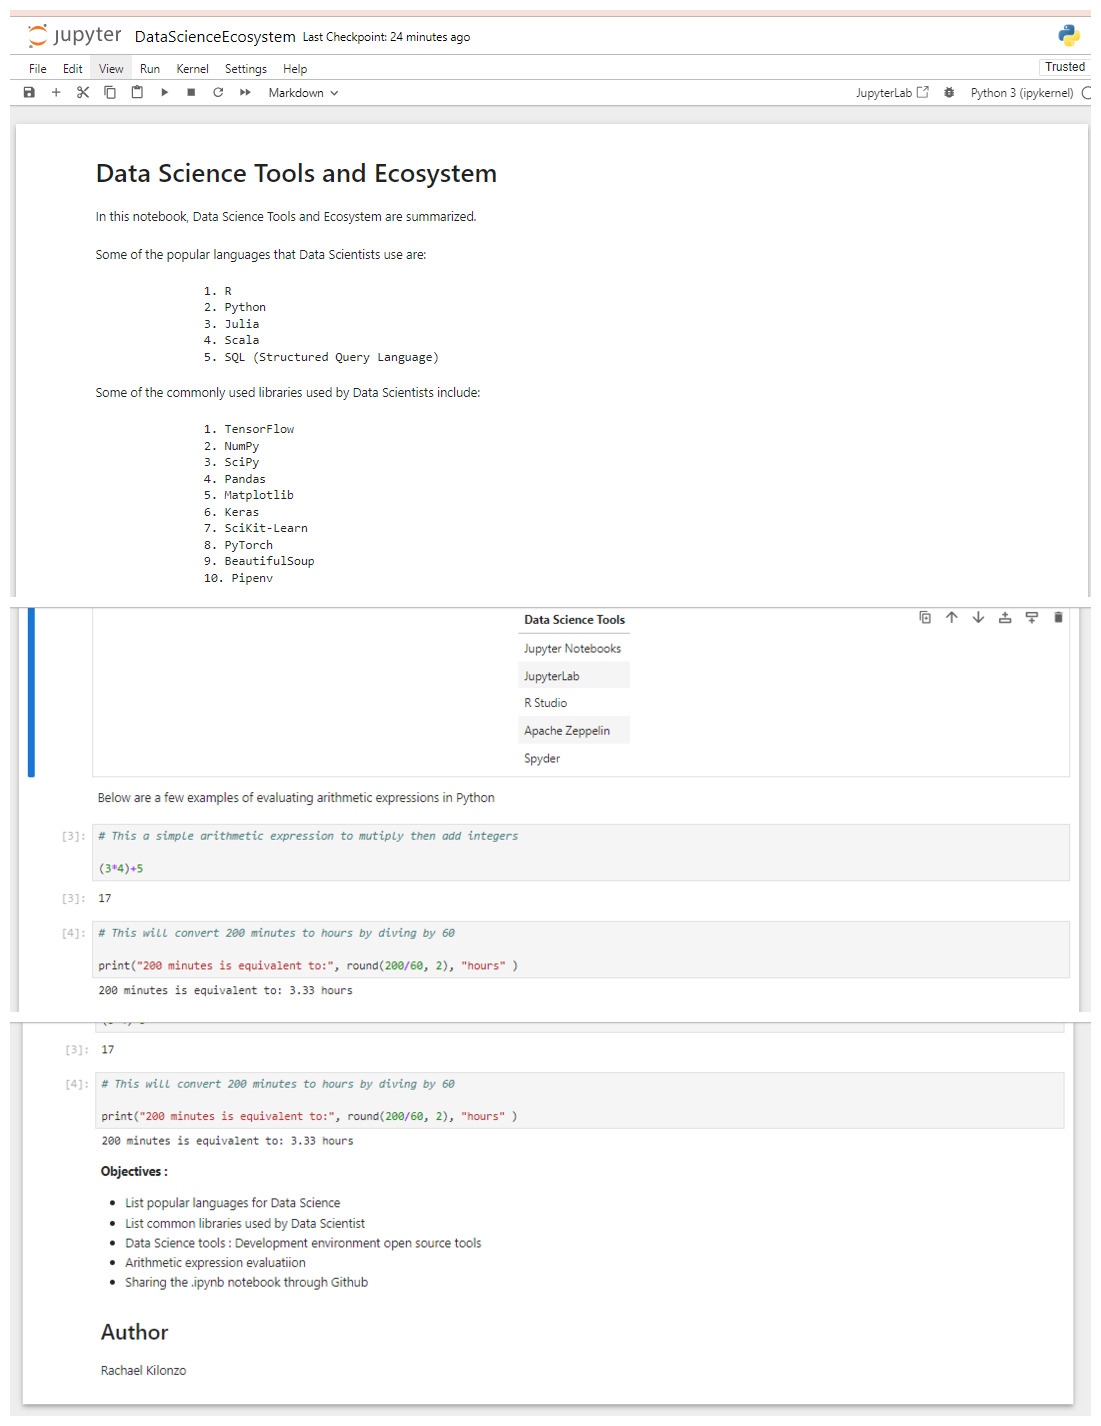 jupyter DataScienceEcosystem Last Checkpoint: 24 minutes ago
File Edit View Run Kernel Settings Help Trusted
Markdown JupyterLab Python 3 (ipykernel)
Data Science Tools and Ecosystem
In this notebook, Data Science Tools and Ecosystem are summarized.
Some of the popular languages that Data Scientists use are:
1. R
2. Python
3. Julia
4. Scala
5. SQL (Structured Query Language)
Some of the commonly used libraries used by Data Scientists include:
1. TensorFlow
2. NumPy
3. SciPy
4. Pandas
5. Matplotlib
6. Keras
7. SciKit-Learn
8. PyTorch
9. BeautifulSoup
10. Pipenv
Data Science Tools
Jupyter Notebooks
JupyterLab
R Studio
Apache Zeppelin
Spyder
Below are a few examples of evaluating arithmetic expressions in Python
[3]: # This a simple arithmetic expression to mutiply then add integers
(3*4)+5
[3]: 17
[4]: # This will convert 200 minutes to hours by diving by 60
print("200 minutes is equivalent to:", round(200/60, 2), "hours" )
200 minutes is equivalent to: 3.33 hours
[3]: 17
[4]: # This will convert 200 minutes to hours by diving by 60
print("200 minutes is equivalent to:", round(200/60, 2), "hours" )
200 minutes is equivalent to: 3.33 hours
Objectives :
• List popular languages for Data Science
• List common libraries used by Data Scientist
• Data Science tools : Development environment open source tools
• Arithmetic expression evaluatiion
• Sharing the .ipynb notebook through Github
Author
Rachael Kilonzo